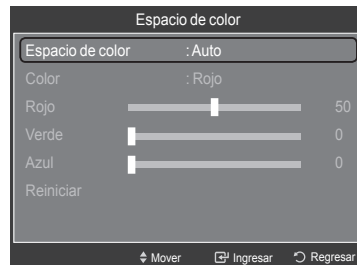 Espacio de color
Espacio de color : Auto
Color : Rojo
Rojo 50
Verde 0
Azul 0
Reiniciar
Mover Ingresar Regresar